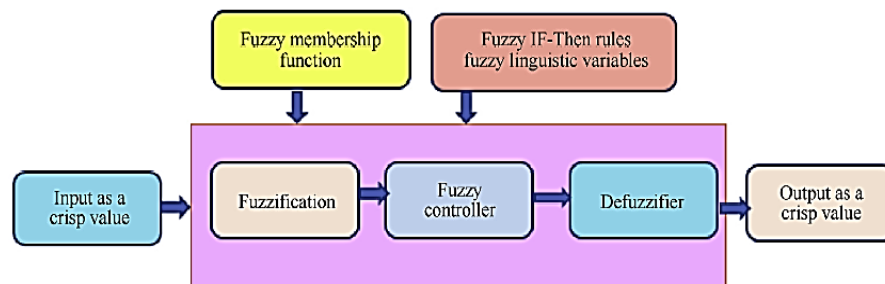 Fuzzy membership
function
Fuzzy IF-Then rules
fuzzy linguistic variables
Input as a
crisp value
Fuzzification
Fuzzy
controller
Defuzzifier
Output as a
crisp value